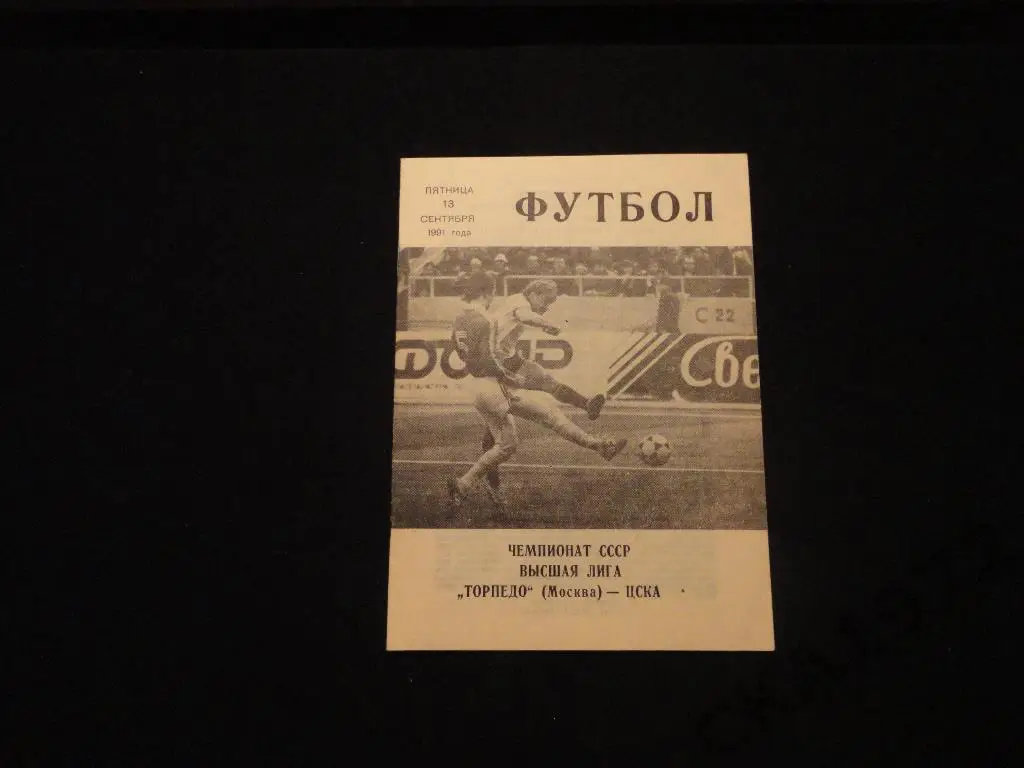 ПЯТНИЦА
13
СЕНТЯБРЯ
1991 года
ФУТБОЛ
С 22
Све
ЧЕМПИОНАТ СССР
ВЫСШАЯ ЛИГА
„ТОРПЕДО“ (Москва) — ЦСКА